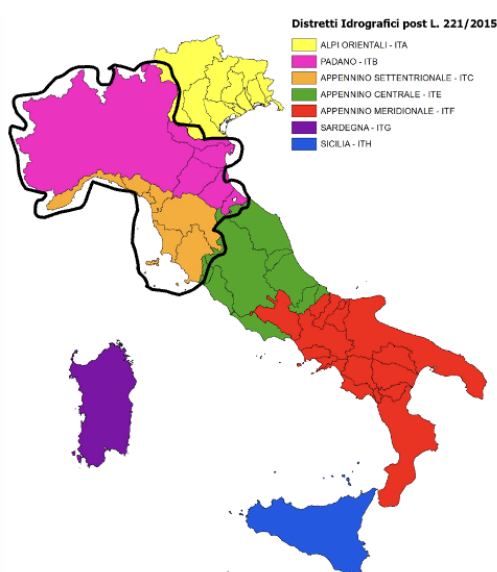 Distretti Idrografici post L. 221/2015
ALPI ORIENTALI - ITA
PADANO - ITB
APPENNINO SETTENTRIONALE - ITC
APPENNINO CENTRALE - ITE
APPENNINO MERIDIONALE - ITF
SARDEGNA - ITG
SICILIA - ITH